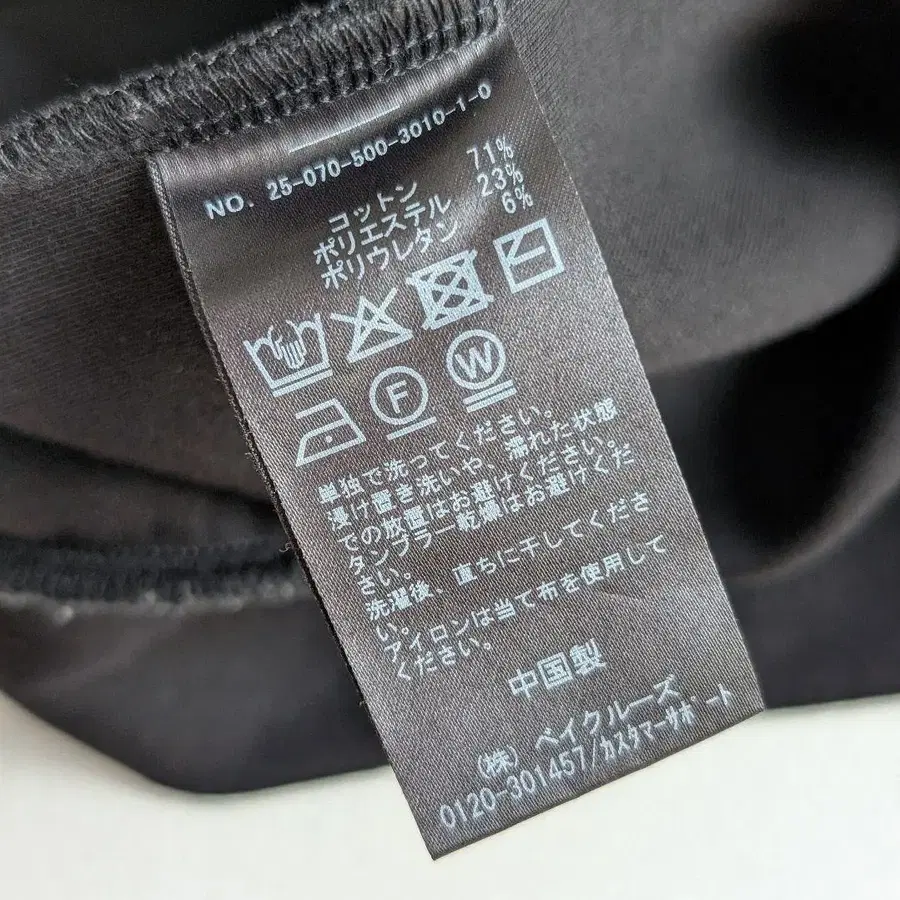 NO. 25-070-500-3010-1-0
コットン 71%
ポリエステル 23%
ポリウレタン 6%
F W
単独で洗ってください。
浸け置き洗いや、濡れた状態
での放置はお避けください。
タンブラー乾燥はお避けくだ
さい。
洗濯後、直ちに干してくださ
い。
アイロンは当て布を使用して
ください。
中国製
(株) ベイクルーズ
0120-301457/カスタマーサポート